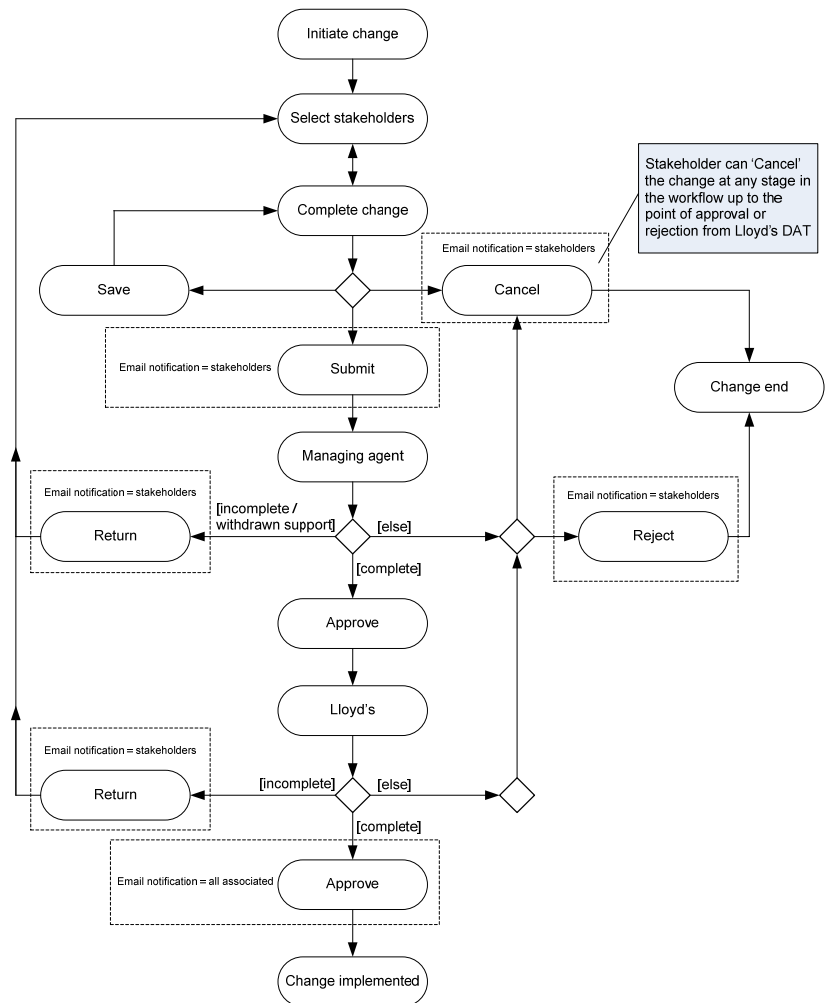 Initiate change
Select stakeholders
Stakeholder can ‘Cancel’
the change at any stage in
the workflow up to the
point of approval or
rejection from Lloyd’s DAT
Complete change
Email notification = stakeholders
Save
Cancel
Email notification = stakeholders
Submit
Change end
Managing agent
Email notification = stakeholders
[incomplete /
withdrawn support]
[else]
Email notification = stakeholders
Return
Reject
[complete]
Approve
Lloyd’s
Email notification = stakeholders
[incomplete]
[else]
Return
[complete]
Email notification = all associated
Approve
Change implemented